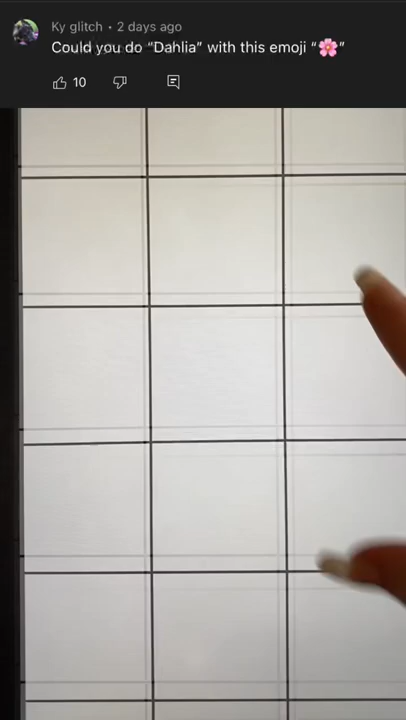 Ky glitch • 2 days ago
Could you do “Dahlia” with this emoji “🌸”
10